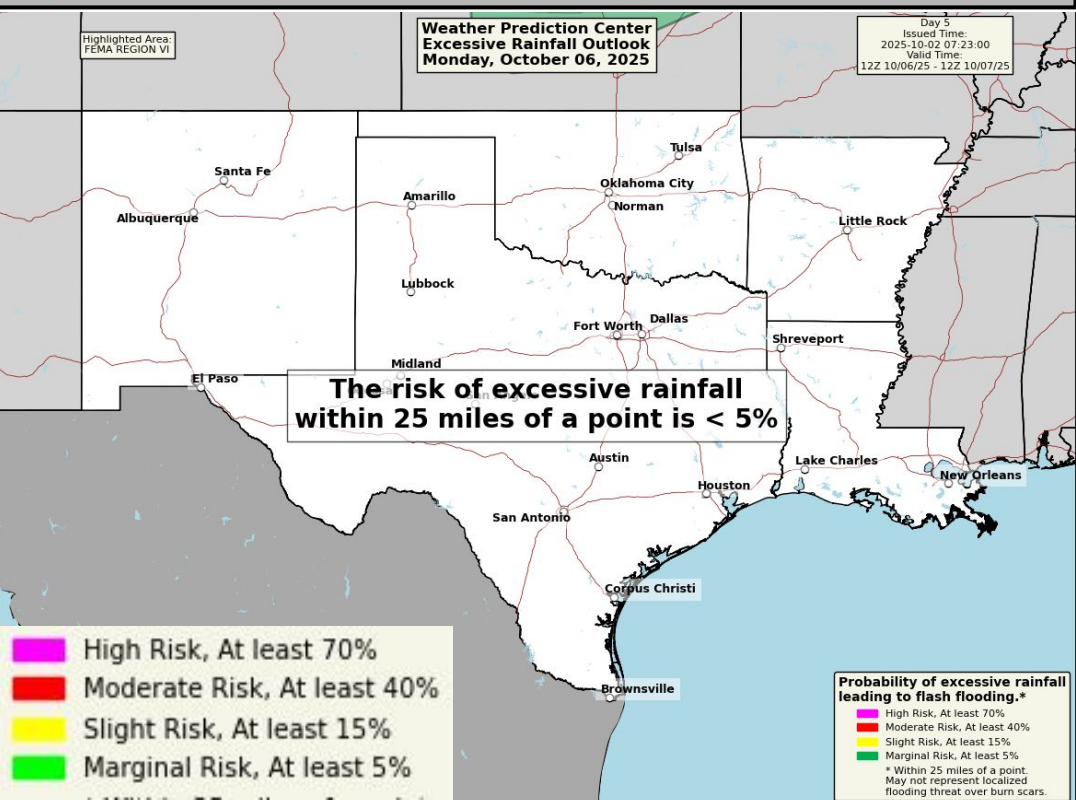 Highlighted Area:
FEMA REGION VI
Weather Prediction Center
Excessive Rainfall Outlook
Monday, October 06, 2025
Day 5
Issued Time:
2025-10-02 07:23:00
Valid Time:
12Z 10/06/25 - 12Z 10/07/25
Tulsa
Santa Fe
Oklahoma City
Amarillo
Norman
Albuquerque
Little Rock
Lubbock
Dallas
Fort Worth
Shreveport
Midland
El Paso
The risk of excessive rainfall
within 25 miles of a point is < 5%
Austin
Lake Charles
New Orleans
Houston
San Antonio
Corpus Christi
Brownsville
High Risk, At least 70%
Moderate Risk, At least 40%
Slight Risk, At least 15%
Marginal Risk, At least 5%
Probability of excessive rainfall
leading to flash flooding.*
High Risk, At least 70%
Moderate Risk, At least 40%
Slight Risk, At least 15%
Marginal Risk, At least 5%
* Within 25 miles of a point.
May not represent localized
flooding threat over burn scars.